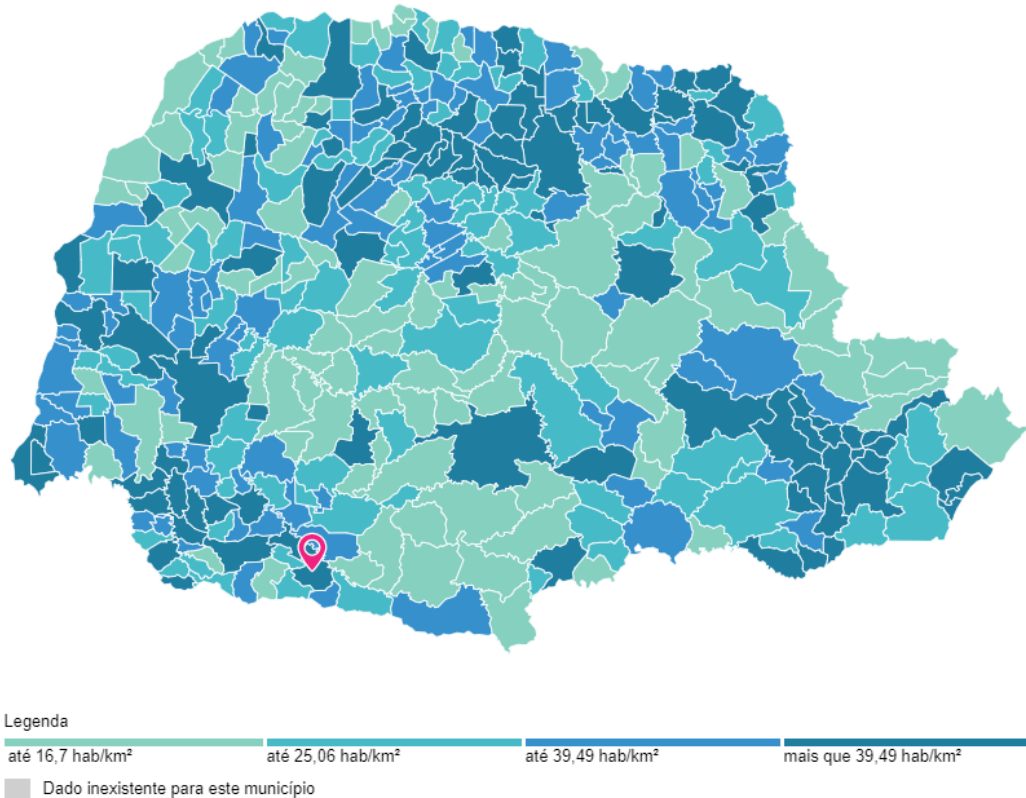 Legenda
até 16,7 hab/km²
até 25,06 hab/km²
até 39,49 hab/km²
mais que 39,49 hab/km²
Dado inexistente para este município